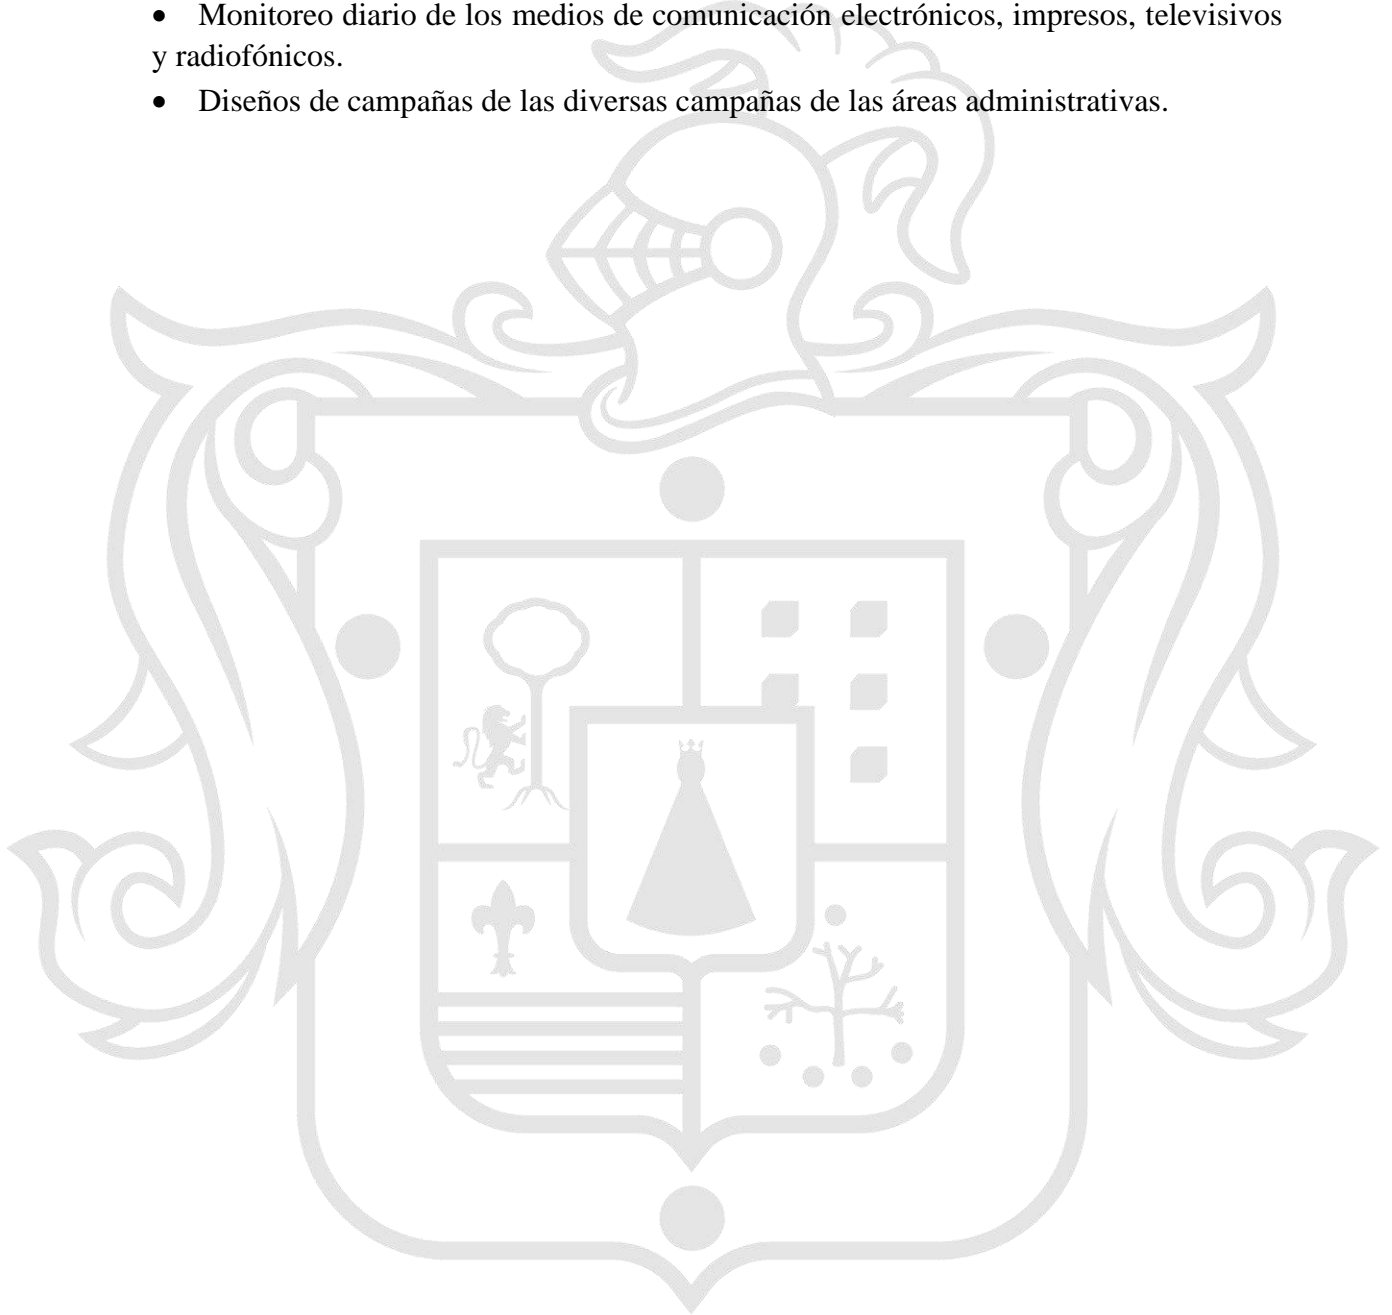 • Monitoreo diario de los medios de comunicación electrónicos, impresos, televisivos
y radiofónicos.
• Diseños de campañas de las diversas campañas de las áreas administrativas.